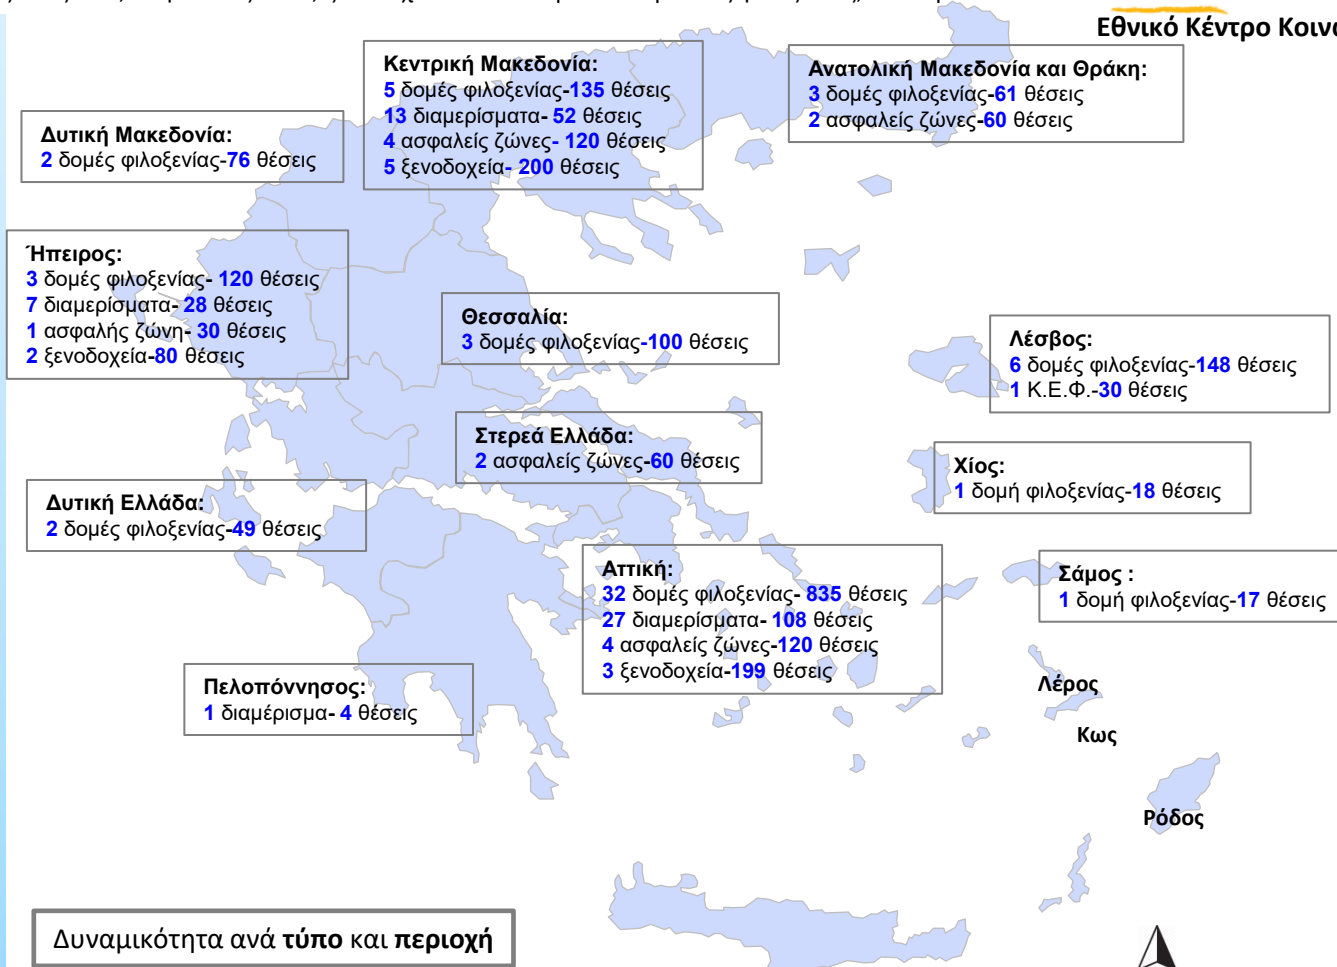 Εθνικό Κέντρο
Κεντρική Μακεδονία:
5 δομές φιλοξενίας-135 θέσεις
13 διαμερίσματα- 52 θέσεις
4 ασφαλείς ζώνες- 120 θέσεις
5 ξενοδοχεία- 200 θέσεις
Ανατολική Μακεδονία και Θράκη:
3 δομές φιλοξενίας-61 θέσεις
2 ασφαλείς ζώνες-60 θέσεις
Δυτική Μακεδονία:
2 δομές φιλοξενίας-76 θέσεις
Ήπειρος:
3 δομές φιλοξενίας- 120 θέσεις
7 διαμερίσματα- 28 θέσεις
1 ασφαλής ζώνη- 30 θέσεις
2 ξενοδοχεία-80 θέσεις
Θεσσαλία:
3 δομές φιλοξενίας-100 θέσεις
Λέσβος:
6 δομές φιλοξενίας-148 θέσεις
1 Κ.Ε.Φ.-30 θέσεις
Στερεά Ελλάδα:
2 ασφαλείς ζώνες-60 θέσεις
Χίος:
1 δομή φιλοξενίας-18 θέσεις
Δυτική Ελλάδα:
2 δομές φιλοξενίας-49 θέσεις
Αττική:
32 δομές φιλοξενίας- 835 θέσεις
27 διαμερίσματα- 108 θέσεις
4 ασφαλείς ζώνες-120 θέσεις
3 ξενοδοχεία-199 θέσεις
Σάμος :
1 δομή φιλοξενίας-17 θέσεις
Πελοπόννησος:
1 διαμέρισμα- 4 θέσεις
Λέρος
Κως
Ρόδος
Δυναμικότητα ανά τύπο και περιοχή